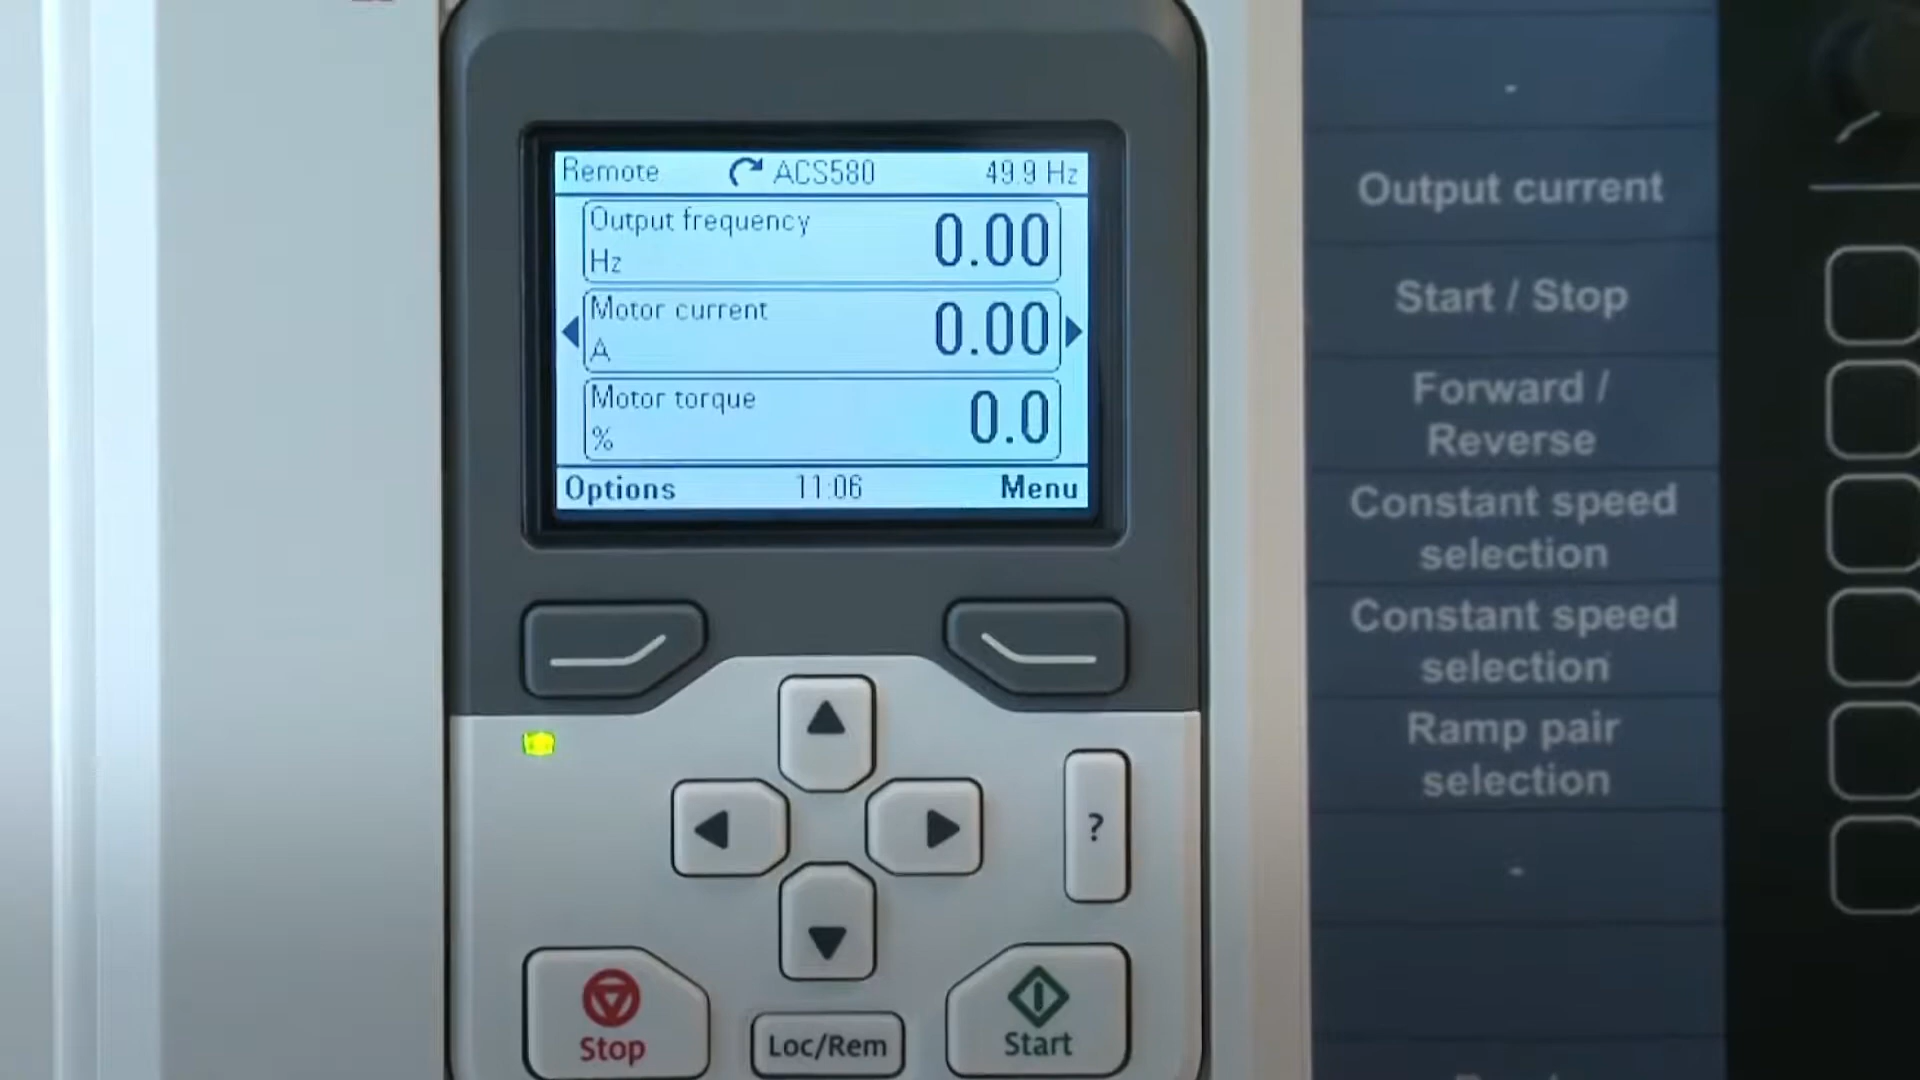 Remote ACS580 49.9 Hz
Output frequency 0.00
Hz
Motor current 0.00
A
Motor torque 0.0
%
Options 11:06 Menu
?
Stop
Loc/Rem
Start
-
Output current
Start / Stop
Forward /
Reverse
Constant speed
selection
Constant speed
selection
Ramp pair
selection
-